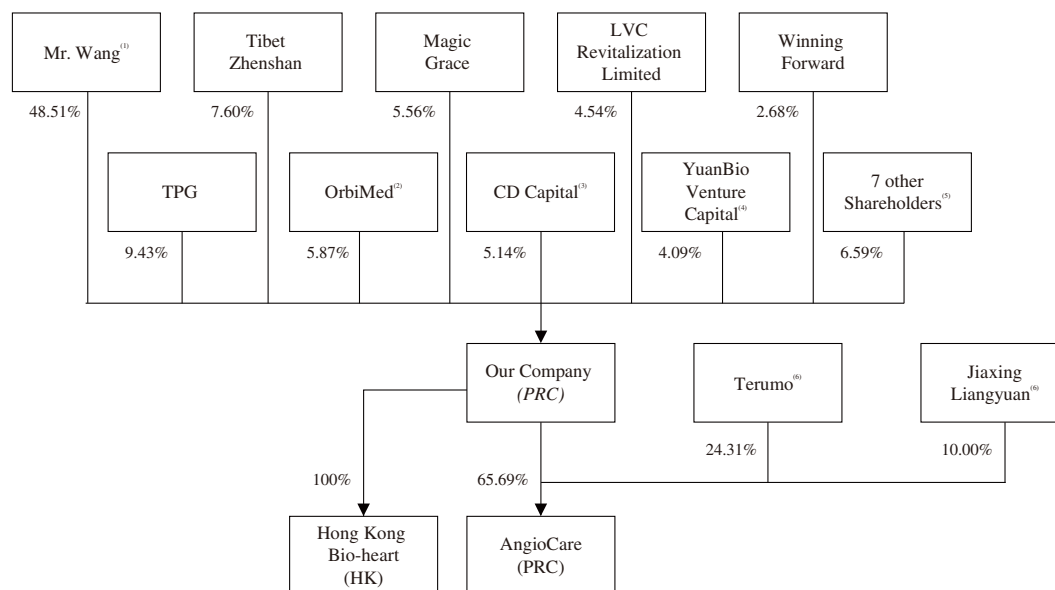 Mr. Wang(1)
Tibet
Zhenshan
Magic
Grace
LVC
Revitalization
Limited
Winning
Forward
48.51%
7.60%
5.56%
4.54%
2.68%
TPG
OrbiMed(2)
CD Capital(3)
YuanBio
Venture
Capital(4)
7 other
Shareholders(5)
9.43%
5.87%
5.14%
4.09%
6.59%
Our Company
(PRC)
Terumo(6)
Jiaxing
Liangyuan(6)
24.31%
10.00%
100%
65.69%
Hong Kong
Bio-heart
(HK)
AngioCare
(PRC)